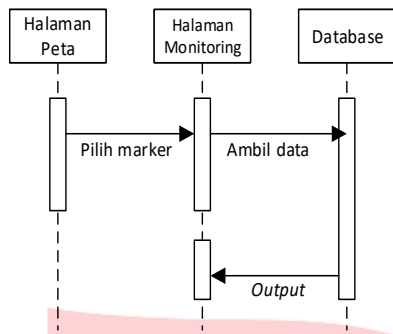 Halaman
Peta
Halaman
Monitoring
Database
Pilih marker
Ambil data
Output